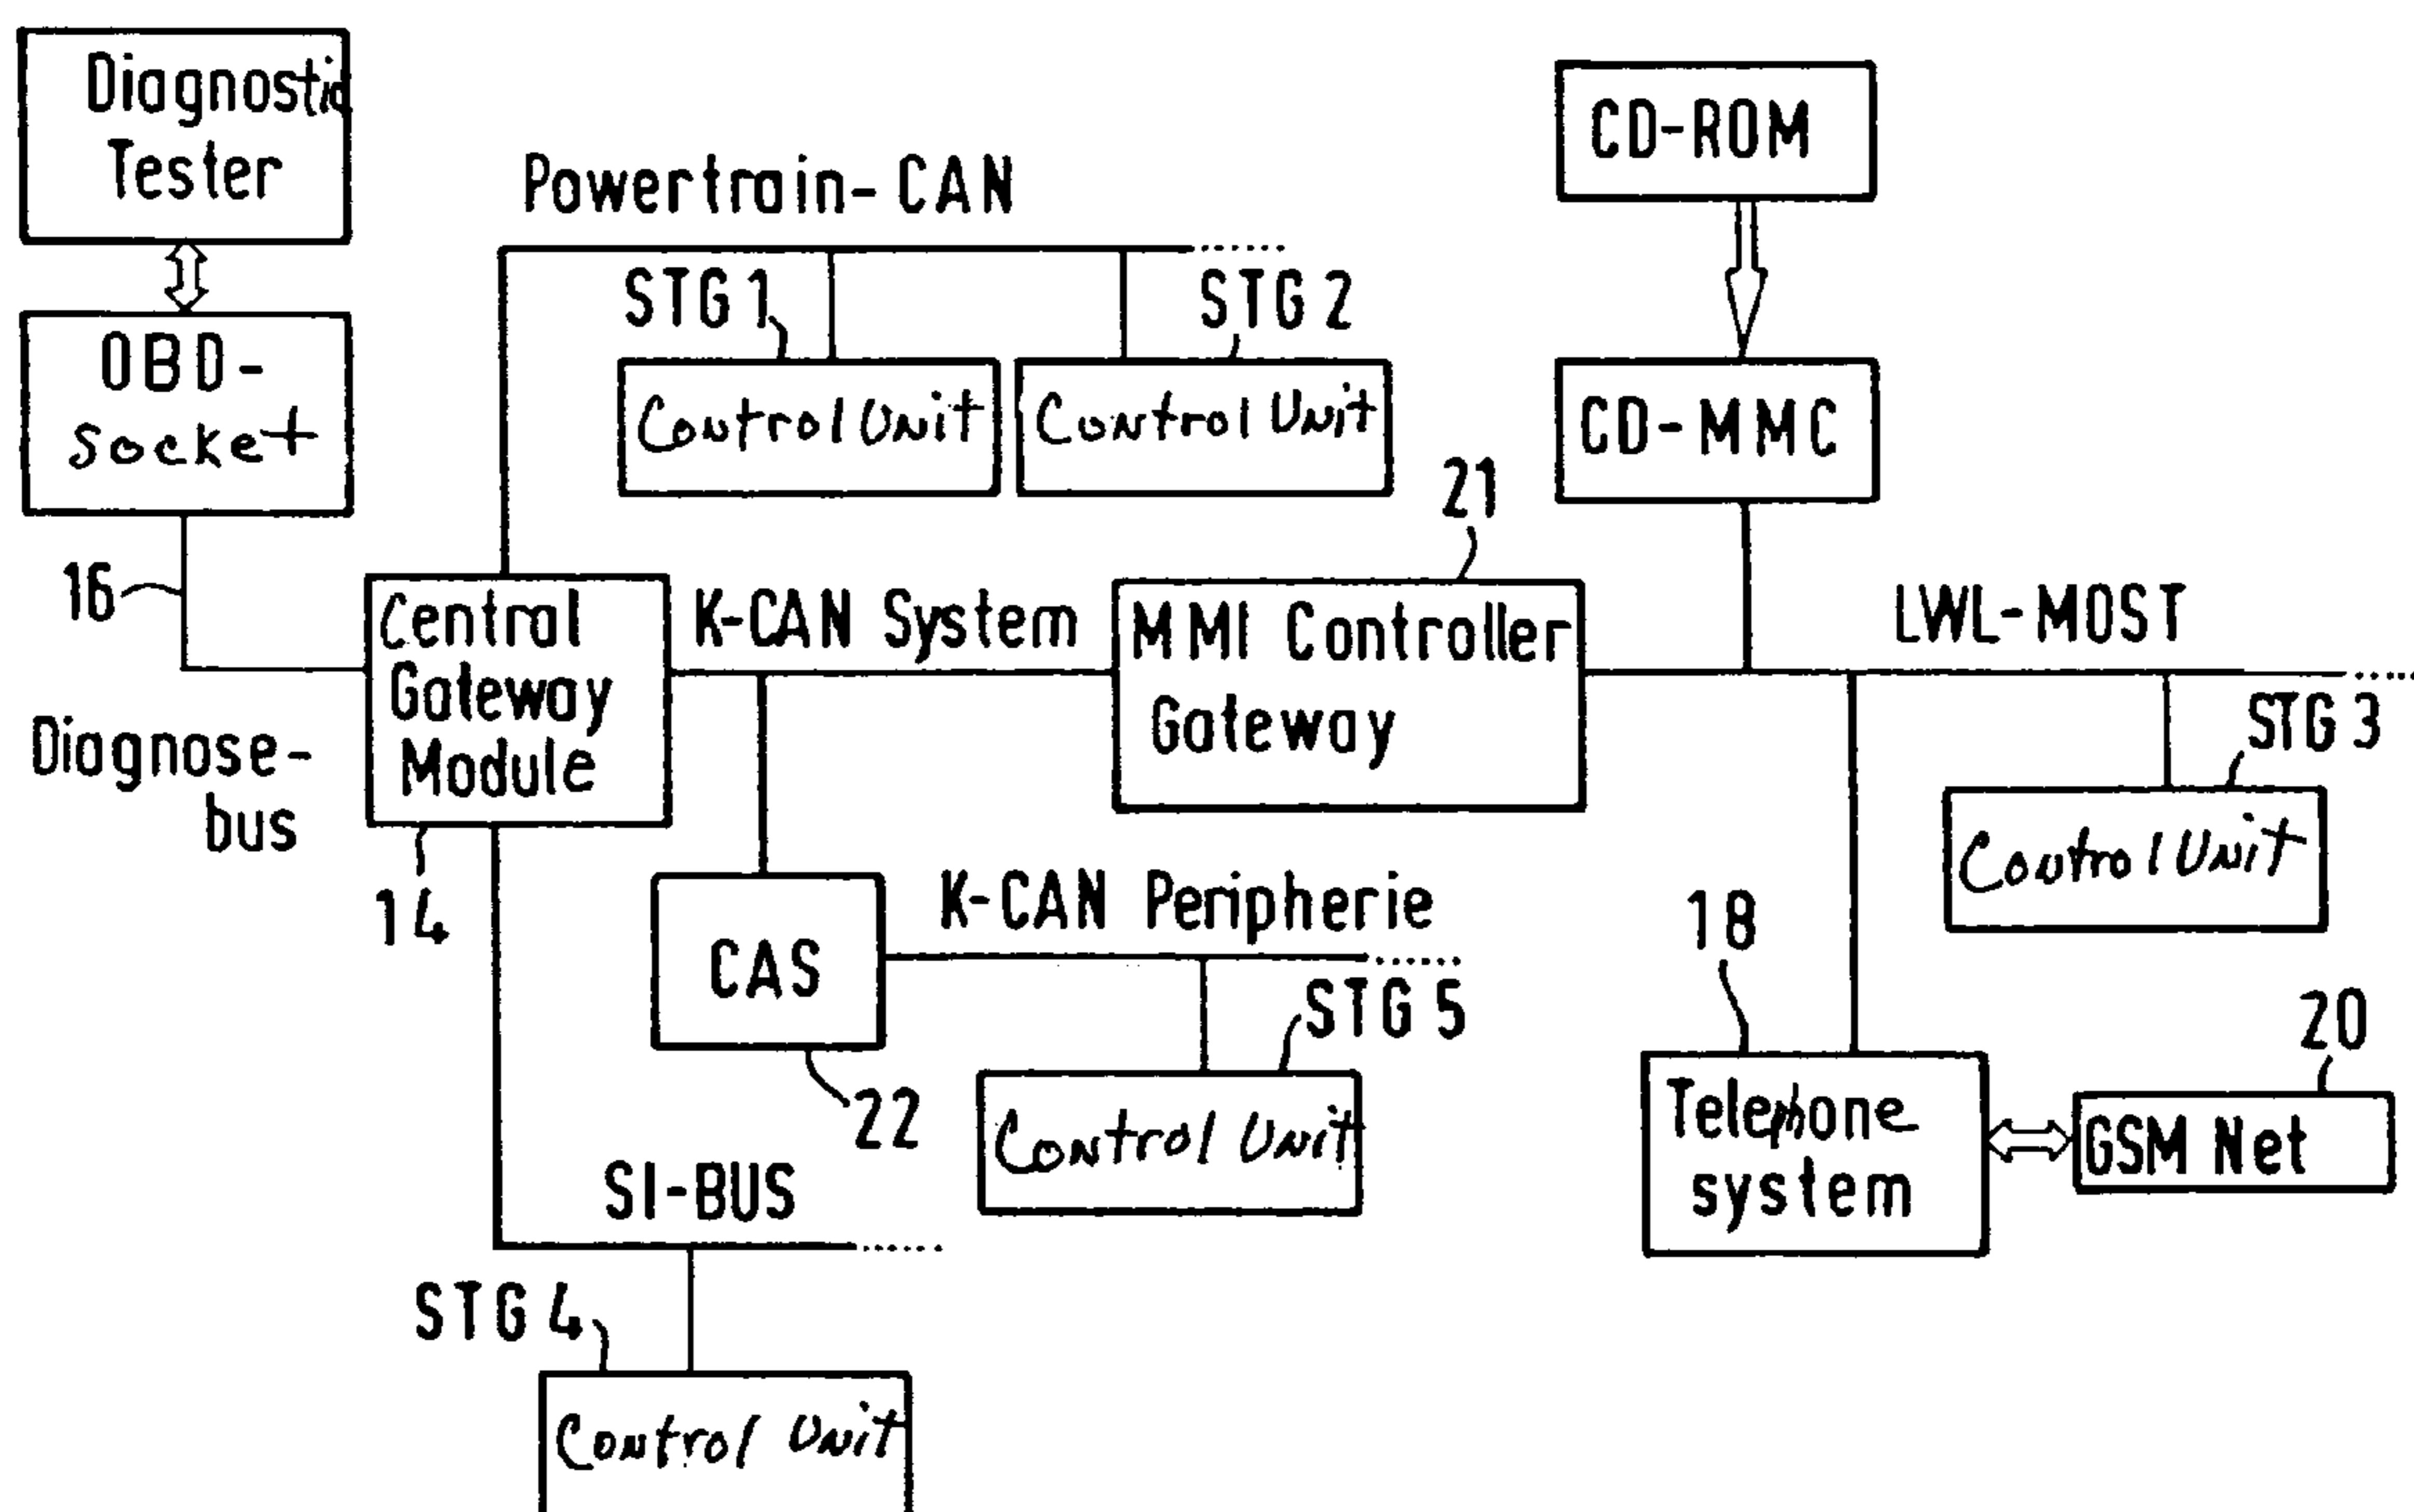 Diagnostic
Tester
OBD-
Socket
16
Diagnose-
bus
Powertrain-CAN
STG 1
Control Unit
STG 2
Control Unit
CD-ROM
CD-MMC
Central
Gateway
Module
14
K-CAN System
21
MMI Controller
Gateway
LWL-MOST
STG 3
Control Unit
CAS
22
K-CAN Peripherie
STG 5
Control Unit
18
Telephone
system
20
GSM Net
SI-BUS
STG 4
Control Unit